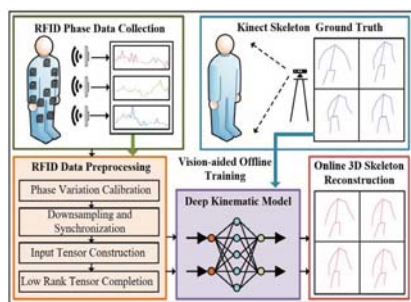 RFID Phase Data Collection
Kinect Skeleton Ground Truth
RFID Data Preprocessing
Phase Variation Calibration
Downsampling and
Synchronization
Input Tensor Construction
Low Rank Tensor Completion
Vision-aided Offline
Training
Deep Kinematic Model
Online 3D Skeleton
Reconstruction